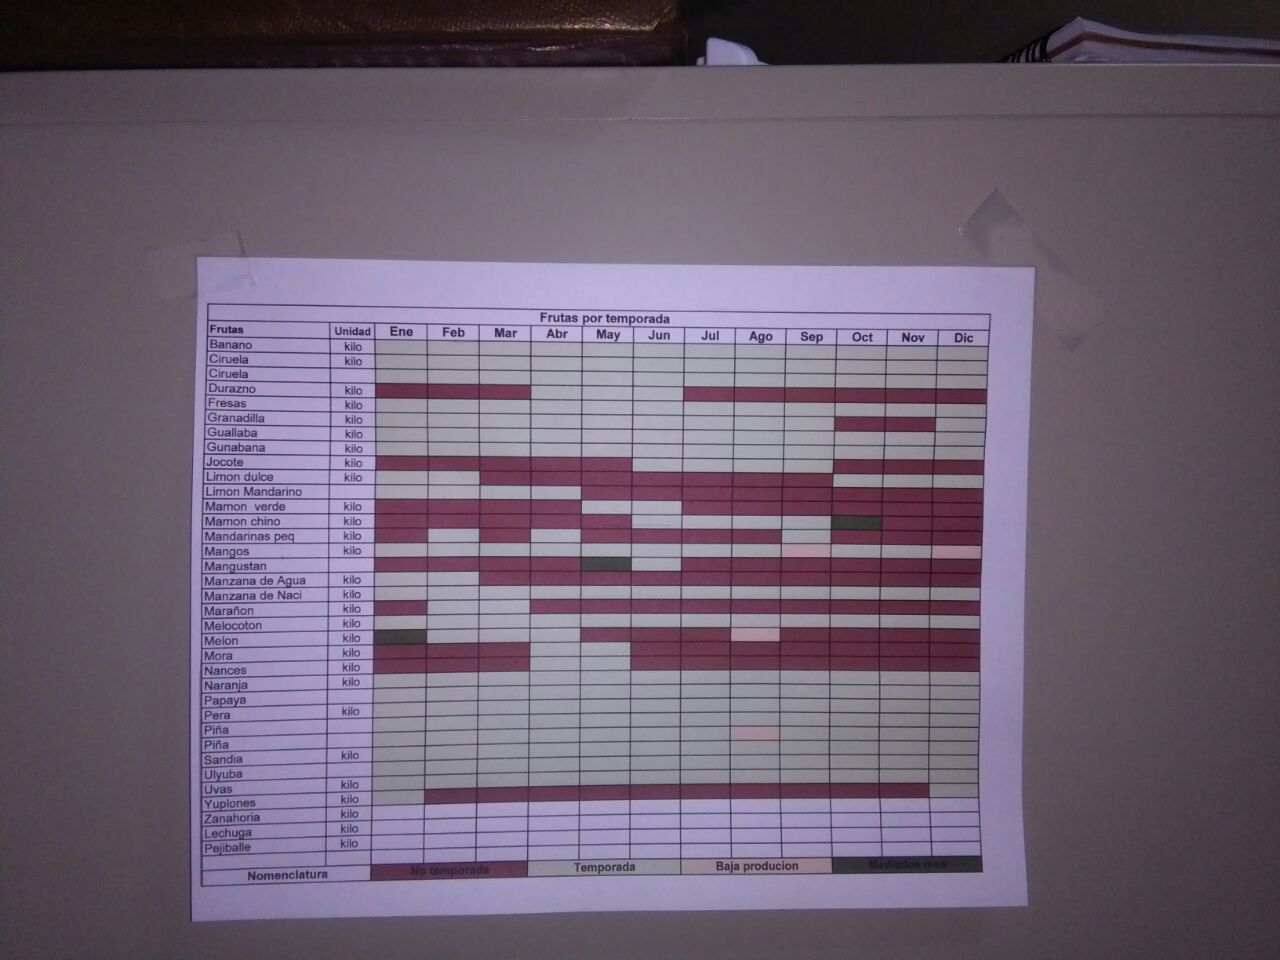 Frutas por temporada
Frutas Unidad Ene Feb Mar Abr May Jun Jul Ago Sep Oct Nov Dic
Banano kilo
Ciruela kilo
Ciruela
Durazno kilo
Fresas kilo
Granadilla kilo
Guallaba kilo
Gunabana kilo
Jocote kilo
Limon dulce kilo
Limon Mandarino
Mamon verde kilo
Mamon chino kilo
Mandarinas peq kilo
Mangos kilo
Mangustan
Manzana de Agua kilo
Manzana de Naci kilo
Marañon kilo
Melocoton kilo
Melon kilo
Mora kilo
Nances kilo
Naranja kilo
Papaya
Pera kilo
Piña
Piña
Sandia kilo
Ulyuba
Uvas kilo
Yuplones kilo
Zanahoria kilo
Lechuga kilo
Pejiballe kilo
Nomenclatura No temporada Temporada Baja producion Mediados mes